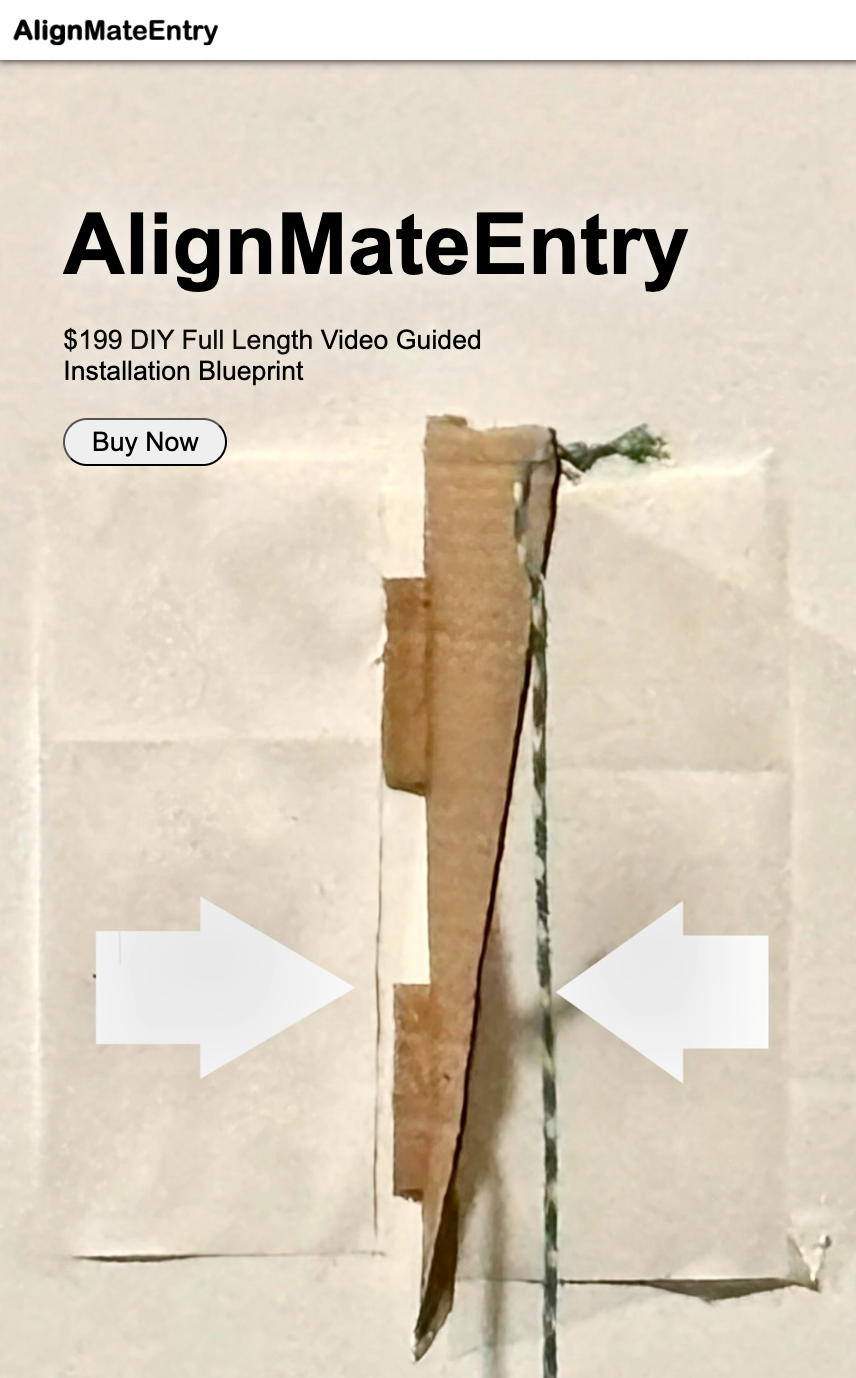 AlignMateEntry
AlignMateEntry
$199 DIY Full Length Video Guided
Installation Blueprint
Buy Now